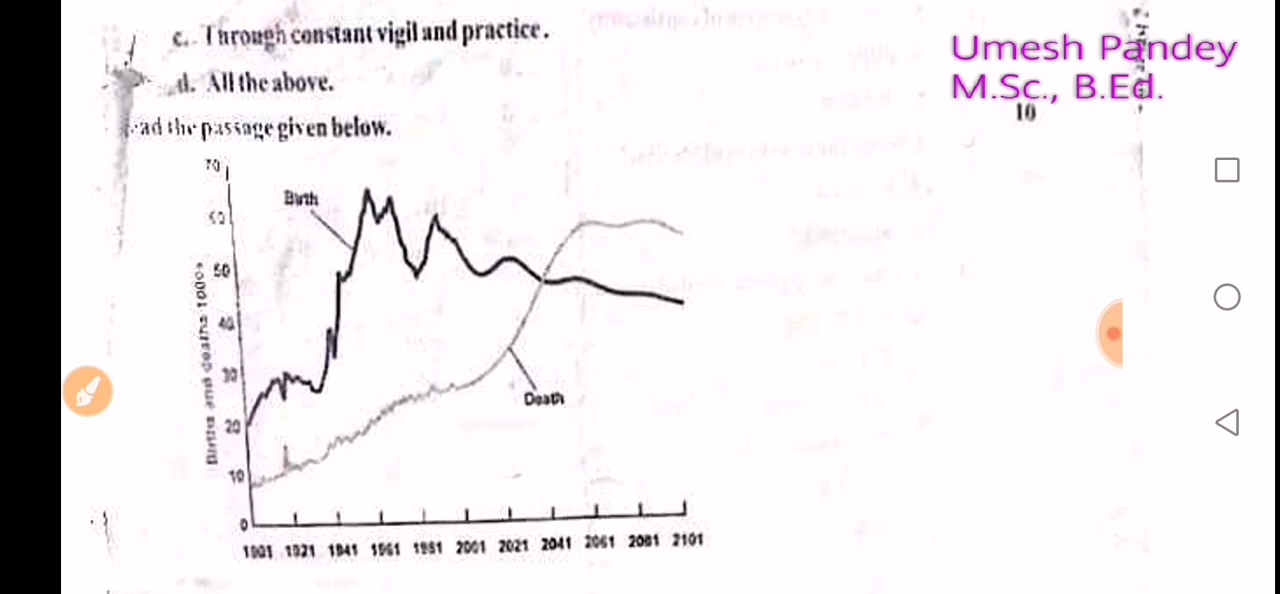 c. Through constant vigil and practice.
Umesh Pandey
d. All the above.
M.Sc., B.Ed.
10
ad the passage given below.
70
Birth
60
50
40
30
Births and deaths 1000s
Death
20
10
0
1901 1921 1941 1961 1981 2001 2021 2041 2061 2081 2101